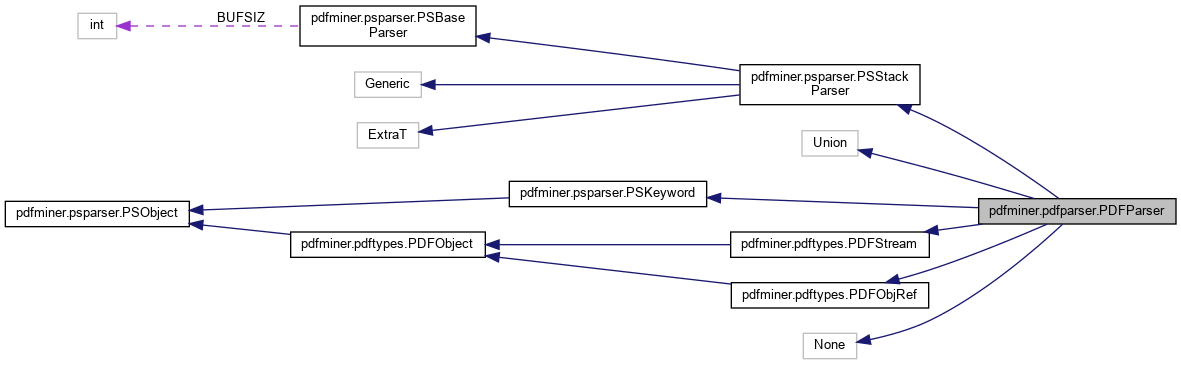 int
BUFSIZ
pdfminer.psparser.PSBase
Parser
Generic
pdfminer.psparser.PSStack
Parser
ExtraT
Union
pdfminer.psparser.PSKeyword
pdfminer.psparser.PSObject
pdfminer.pdfparser.PDFParser
pdfminer.pdftypes.PDFObject
pdfminer.pdftypes.PDFStream
pdfminer.pdftypes.PDFObjRef
None